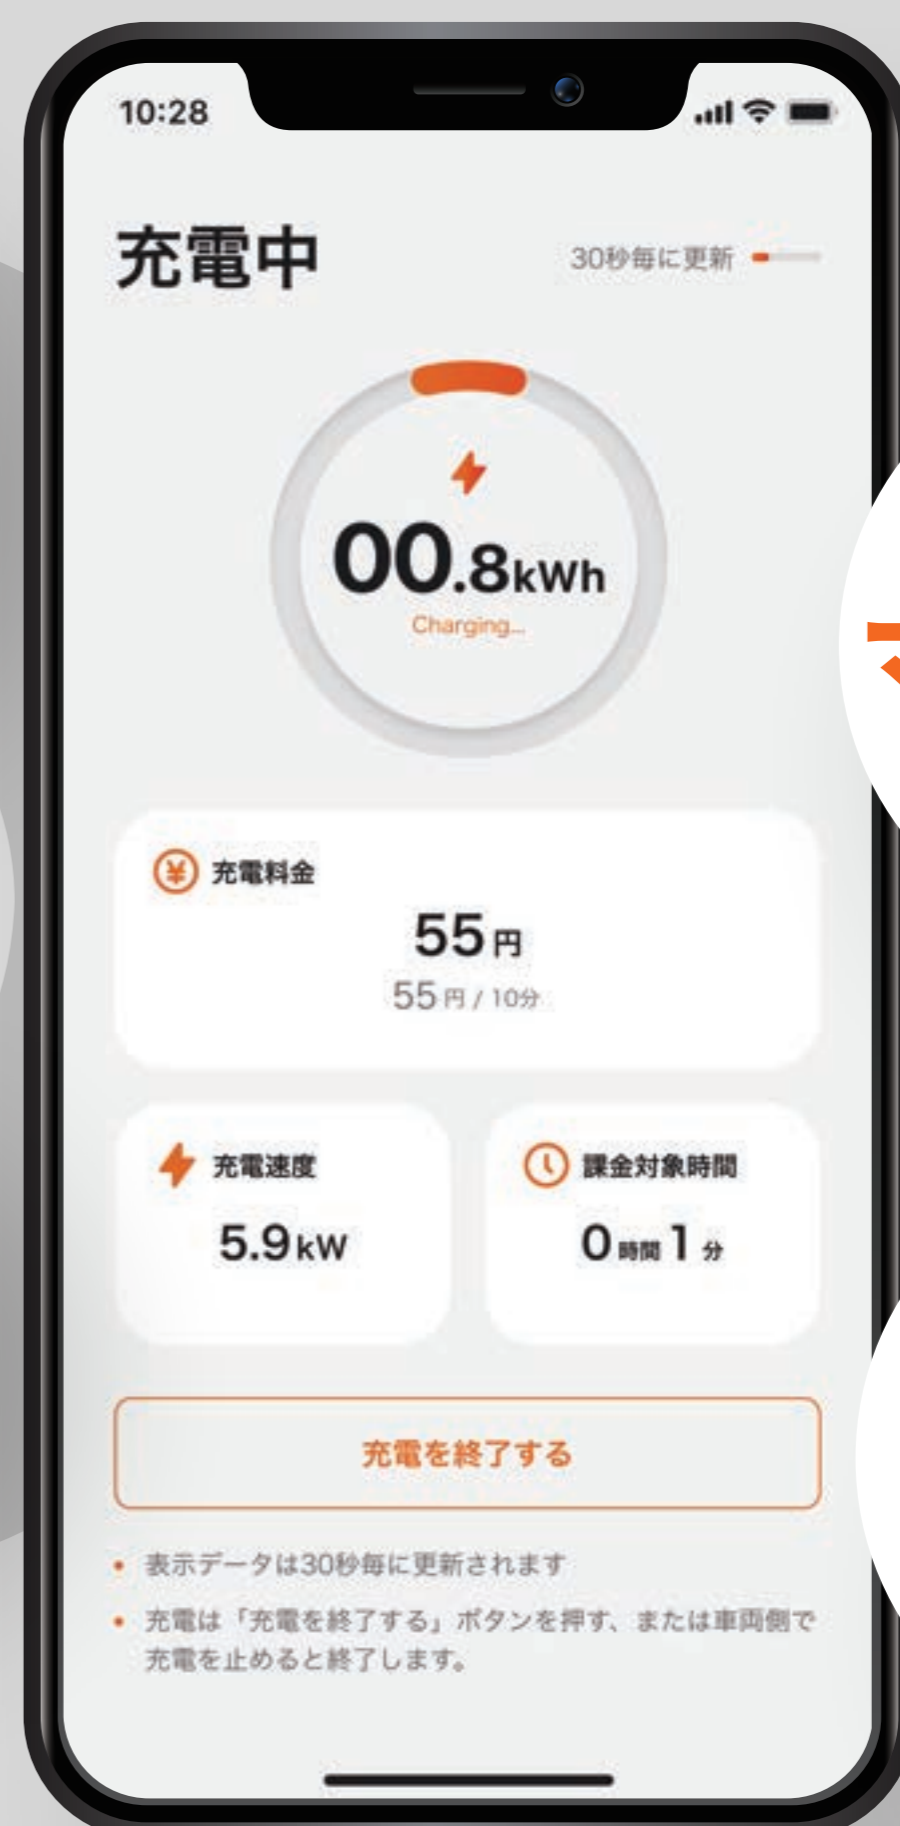 10:28
充電中
30秒毎に更新
00.8kWh
Charging...
充電料金
55円
55円 / 10分
充電速度
5.9kW
課金対象時間
0時間1分
充電を終了する
• 表示データは30秒毎に更新されます
• 充電は「充電を終了する」ボタンを押す、または車両側で
充電を止めると終了します。